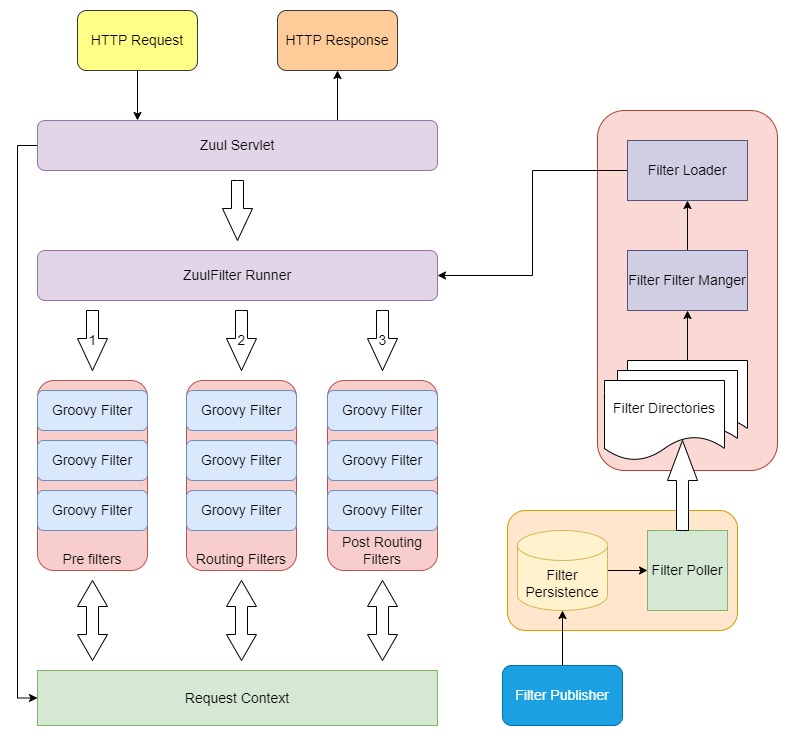 HTTP Request
HTTP Response
Zuul Servlet
Filter Loader
ZuulFilter Runner
Filter Filter Manger
1
2
3
Filter Directories
Groovy Filter
Groovy Filter
Groovy Filter
Groovy Filter
Groovy Filter
Groovy Filter
Groovy Filter
Groovy Filter
Groovy Filter
Pre filters
Routing Filters
Post Routing
Filters
Filter
Persistence
Filter Poller
Request Context
Filter Publisher